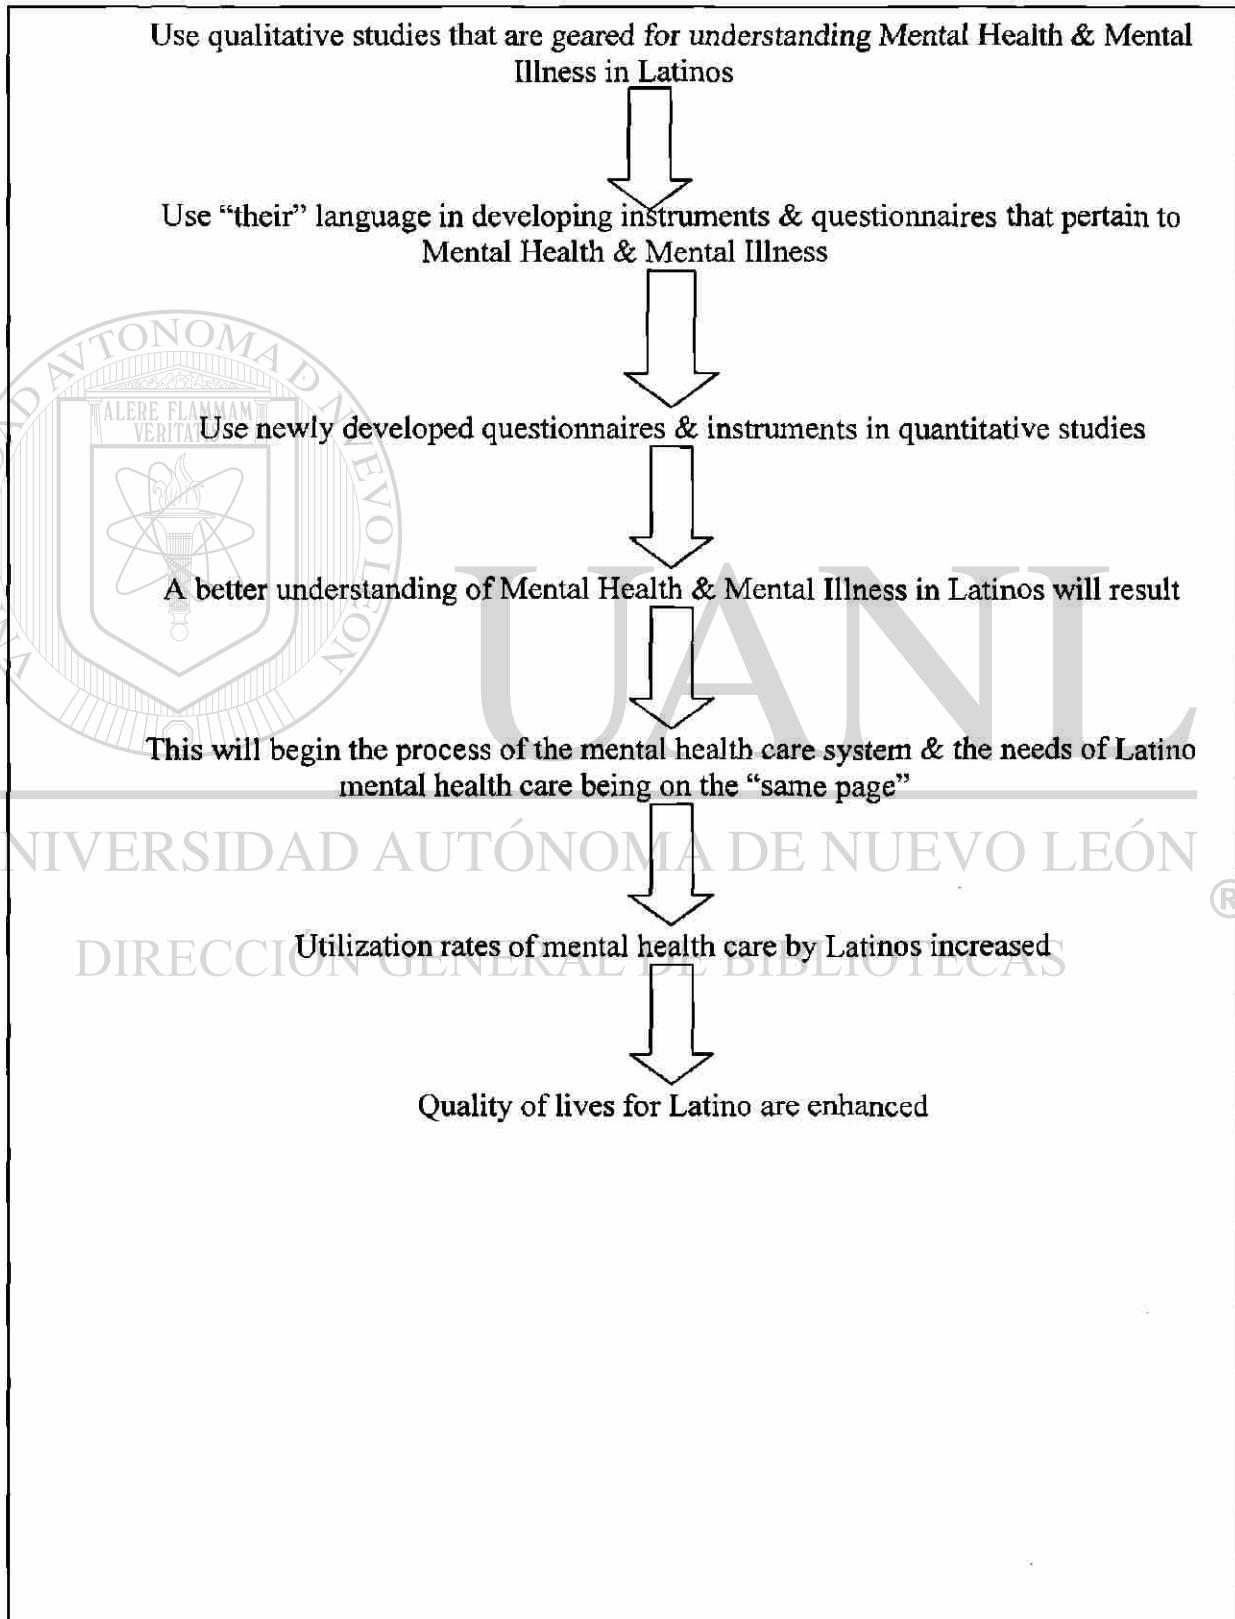 Use qualitative studies that are geared for understanding Mental Health & Mental
Illness in Latinos
Use “their” language in developing instruments & questionnaires that pertain to
Mental Health & Mental Illness
TONOMA D NUEVO LEÓN
ALERE FLAMMAM
VERITATIS
Use newly developed questionnaires & instruments in quantitative studies
UANL
A better understanding of Mental Health & Mental Illness in Latinos will result
This will begin the process of the mental health care system & the needs of Latino
mental health care being on the “same page”
NIVERSIDAD AUTÓNOMA DE NUEVO LEÓN
®
Utilization rates of mental health care by Latinos increased
DIRECCIÓN GENERAL DE BIBLIOTECAS
Quality of lives for Latino are enhanced